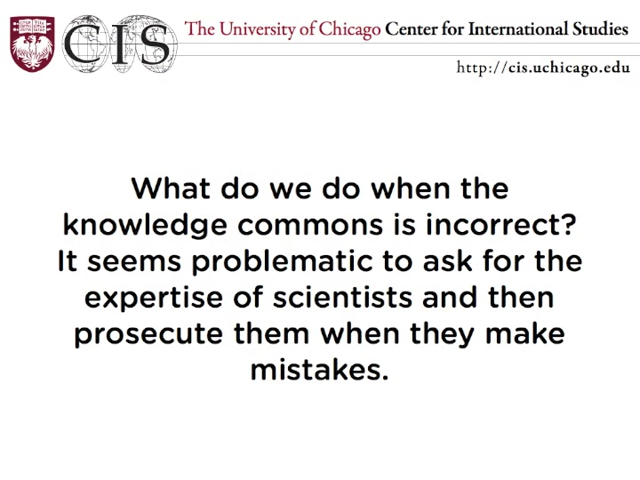 CIS
The University of Chicago Center for International Studies
http://cis.uchicago.edu
What do we do when the
knowledge commons is incorrect?
It seems problematic to ask for the
expertise of scientists and then
prosecute them when they make
mistakes.